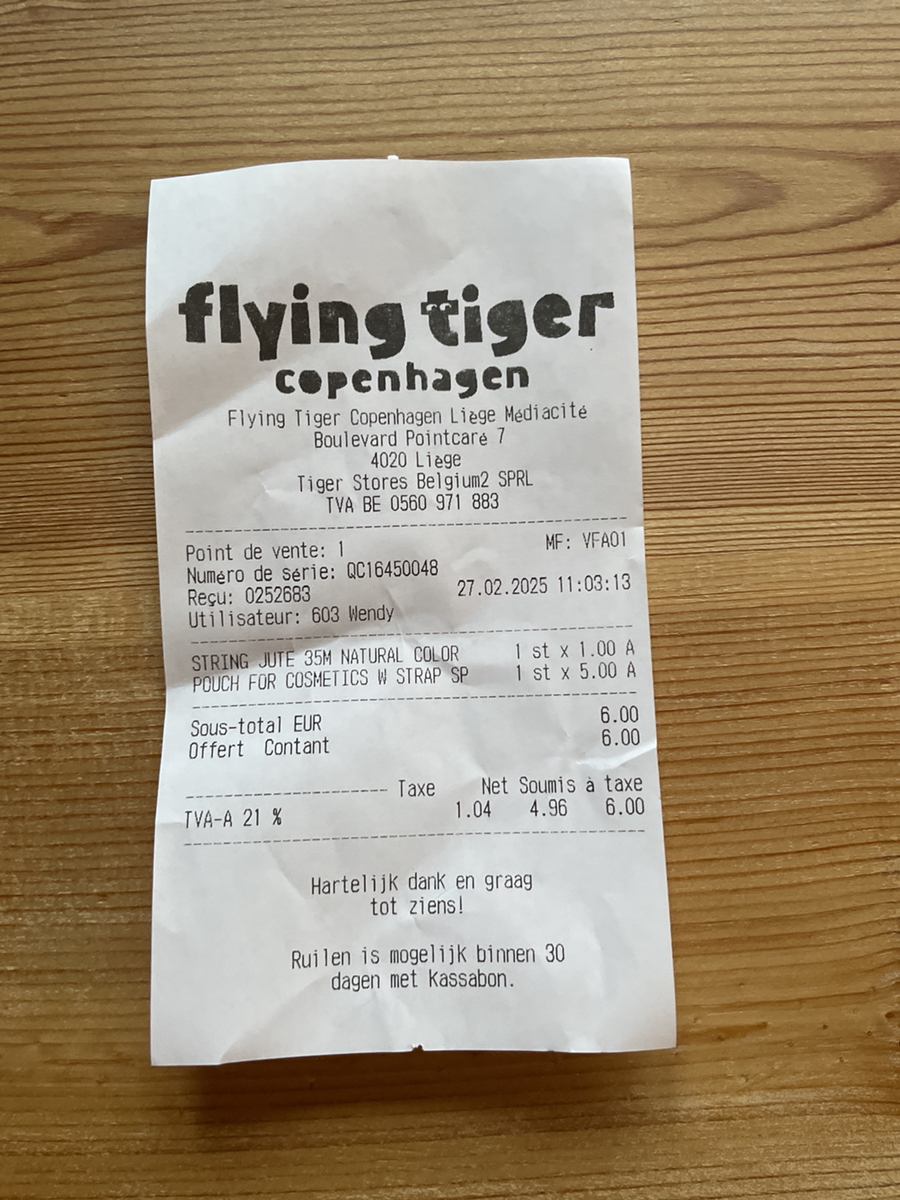 flying tiger
copenhagen
Flying Tiger Copenhagen Liège Médiacité
Boulevard Pointcaré 7
4020 Liège
Tiger Stores Belgium2 SPRL
TVA BE 0560 971 883
Point de vente: 1 MF: VFA01
Numéro de série: QC16450048
Reçu: 0252683 27.02.2025 11:03:13
Utilisateur: 603 Wendy
STRING JUTE 35M NATURAL COLOR 1 st x 1.00 A
POUCH FOR COSMETICS W STRAP SP 1 st x 5.00 A
Sous-total EUR 6.00
Offert Contant 6.00
Taxe Net Soumis à taxe
TVA-A 21 % 1.04 4.96 6.00
Hartelijk dank en graag
tot ziens!
Ruilen is mogelijk binnen 30
dagen met Kassabon.